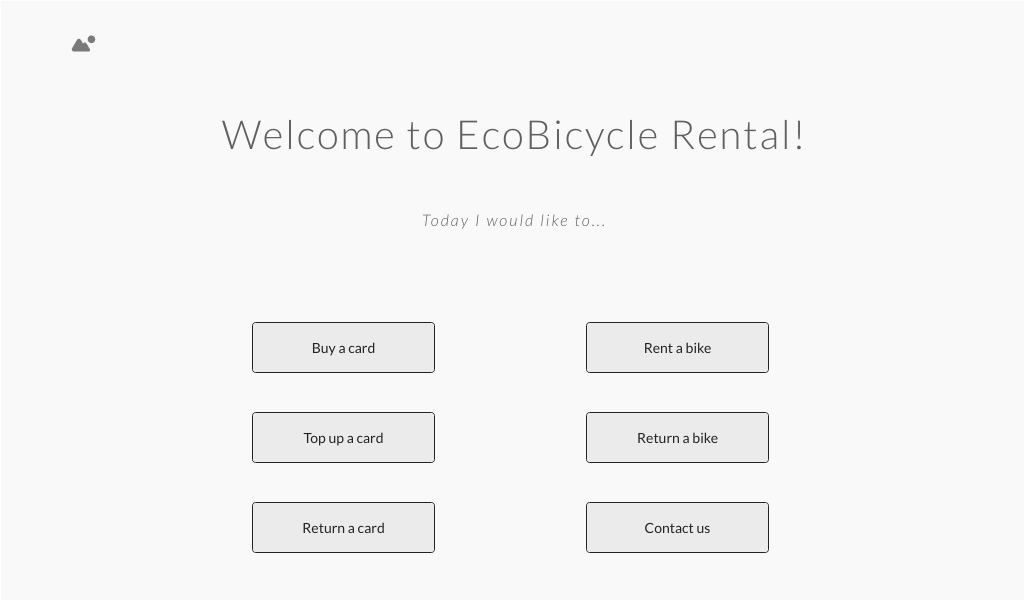 Welcome to EcoBicycle Rental!
Today I would like to...
Buy a card
Rent a bike
Top up a card
Return a bike
Return a card
Contact us